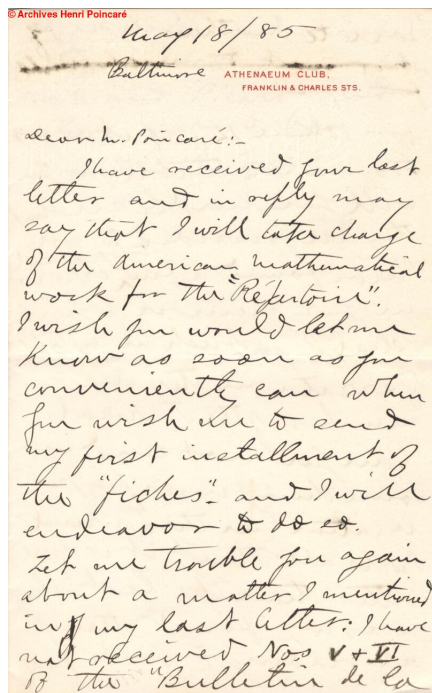 © Archives Henri Poincaré
May 18/85
Baltimore ATHENAEUM CLUB,
FRANKLIN & CHARLES STS.
Dear Mr. Poincaré:-
I have received your last
letter and in reply may
say that I will take charge
of the American mathematical
work for the "Répertoire".
I wish you would let me
know as soon as you
conveniently can when
you wish me to send
my first installment of
the "fiches" - and I will
endeavor to do so.
Let me trouble you again
about a matter I mentioned
in my last letter: I have
not received Nos V + VI
of the "Bulletin de la